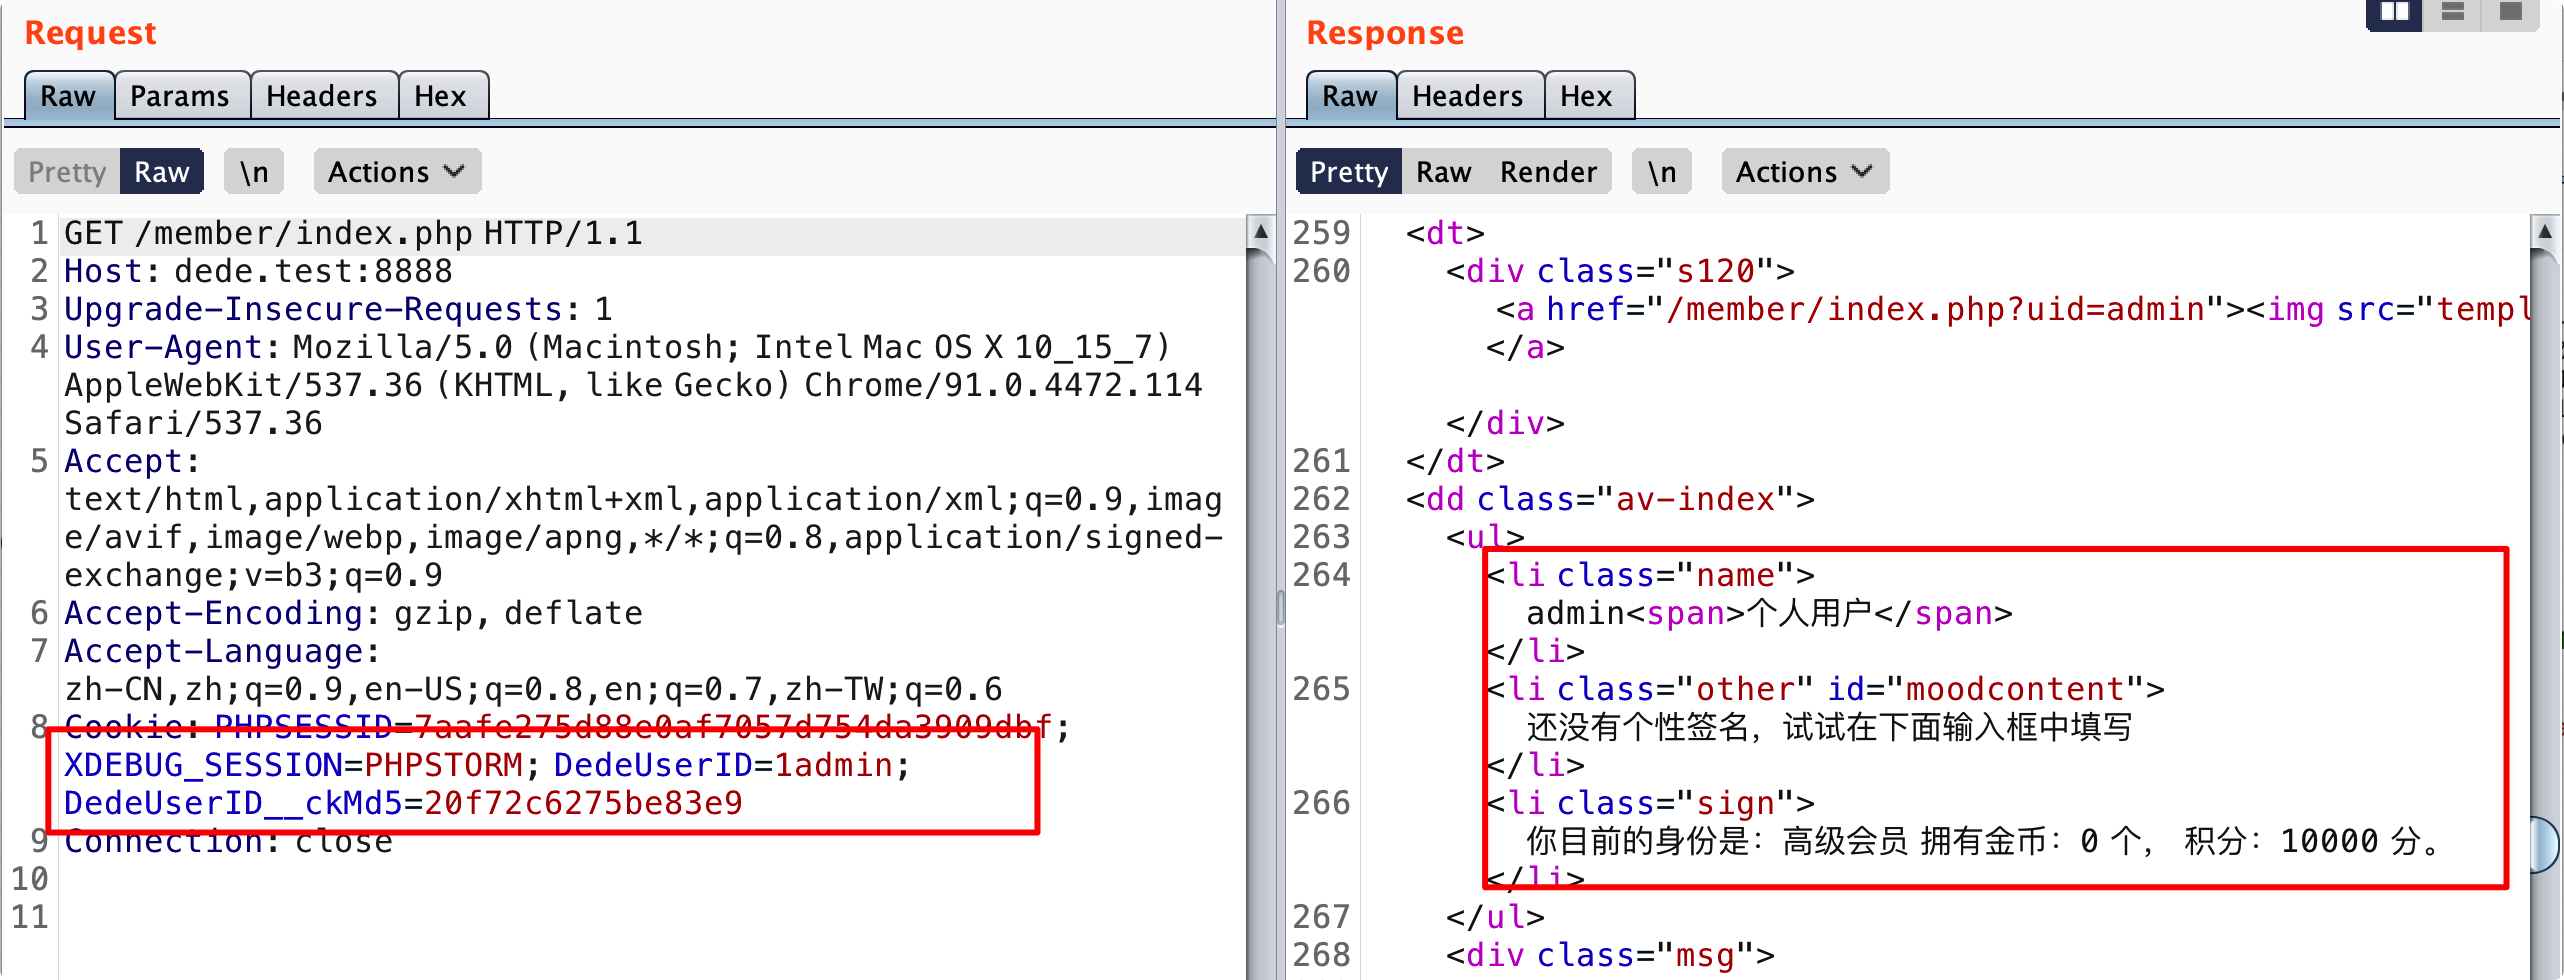 Request
Raw Params Headers Hex
Pretty Raw \n Actions
1 GET /member/index.php HTTP/1.1
2 Host: dede.test:8888
3 Upgrade-Insecure-Requests: 1
4 User-Agent: Mozilla/5.0 (Macintosh; Intel Mac OS X 10_15_7)
AppleWebKit/537.36 (KHTML, like Gecko) Chrome/91.0.4472.114
Safari/537.36
5 Accept:
text/html,application/xhtml+xml,application/xml;q=0.9,imag
e/avif,image/webp,image/apng,*/*;q=0.8,application/signed-
exchange;v=b3;q=0.9
6 Accept-Encoding: gzip, deflate
7 Accept-Language:
zh-CN,zh;q=0.9,en-US;q=0.8,en;q=0.7,zh-TW;q=0.6
8 Cookie: PHPSESSID=7aafe275d88e0af7057d754da3909dbf;
XDEBUG_SESSION=PHPSTORM; DedeUserID=1admin;
DedeUserID__ckMd5=20f72c6275be83e9
9 Connection: close
10
11
Response
Raw Headers Hex
Pretty Raw Render \n Actions
259 <dt>
260 <div class="s120">
<a href="/member/index.php?uid=admin"><img src="templ
</a>
</div>
261 </dt>
262 <dd class="av-index">
263 <ul>
264 <li class="name">
admin<span>个人用户</span>
</li>
265 <li class="other" id="moodcontent">
还没有个性签名，试试在下面输入框中填写
</li>
266 <li class="sign">
你目前的身份是：高级会员 拥有金币：0 个， 积分：10000 分。
</li>
267 </ul>
268 <div class="msg">